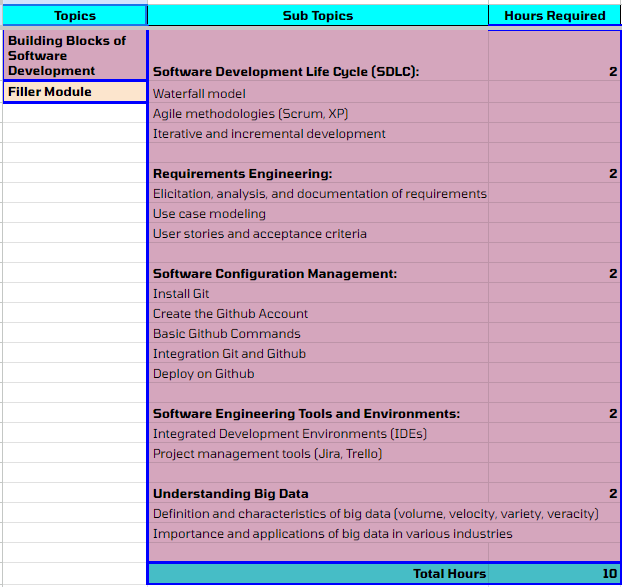 Topics Sub Topics Hours Required
Building Blocks of
Software
Development
Software Development Life Cycle (SDLC): 2
Filler Module
Waterfall model
Agile methodologies (Scrum, XP)
Iterative and incremental development
Requirements Engineering: 2
Elicitation, analysis, and documentation of requirements
Use case modeling
User stories and acceptance criteria
Software Configuration Management: 2
Install Git
Create the Github Account
Basic Github Commands
Integration Git and Github
Deploy on Github
Software Engineering Tools and Environments: 2
Integrated Development Environments (IDEs)
Project management tools (Jira, Trello)
Understanding Big Data 2
Definition and characteristics of big data (volume, velocity, variety, veracity)
Importance and applications of big data in various industries
Total Hours 10